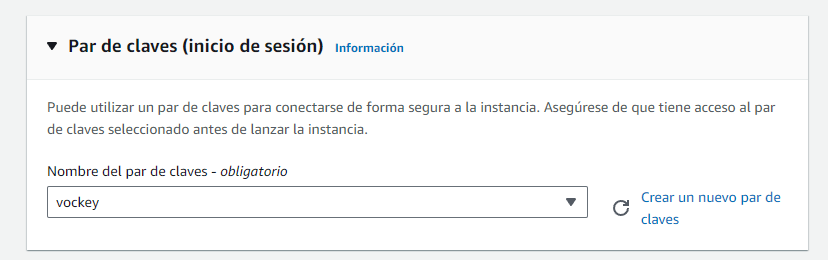 Par de claves (inicio de sesión) Información
Puede utilizar un par de claves para conectarse de forma segura a la instancia. Asegúrese de que tiene acceso al par
de claves seleccionado antes de lanzar la instancia.
Nombre del par de claves - obligatorio
vockey
Crear un nuevo par de
claves